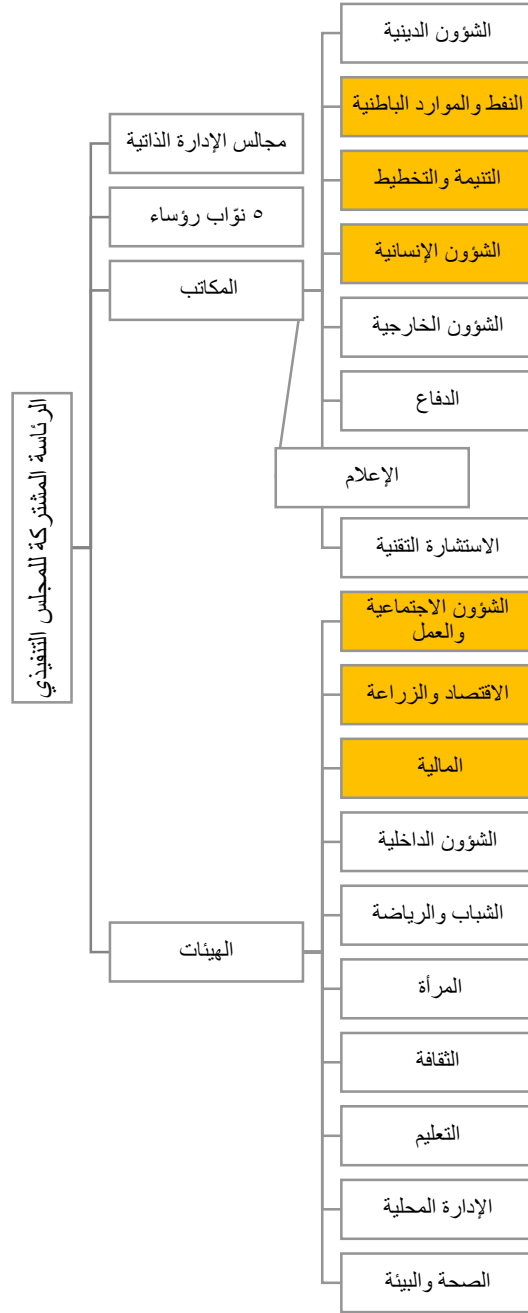 الرئاسة المشتركة للمجلس التنفيذي
مجالس الإدارة الذاتية
٥ نوّاب رؤساء
المكاتب
الشؤون الدينية
النفط والموارد الباطنية
التنيمة والتخطيط
الشؤون الإنسانية
الشؤون الخارجية
الدفاع
الإعلام
الاستشارة التقنية
الهيئات
الشؤون الاجتماعية
والعمل
الاقتصاد والزراعة
المالية
الشؤون الداخلية
الشباب والرياضة
المرأة
الثقافة
التعليم
الإدارة المحلية
الصحة والبيئة